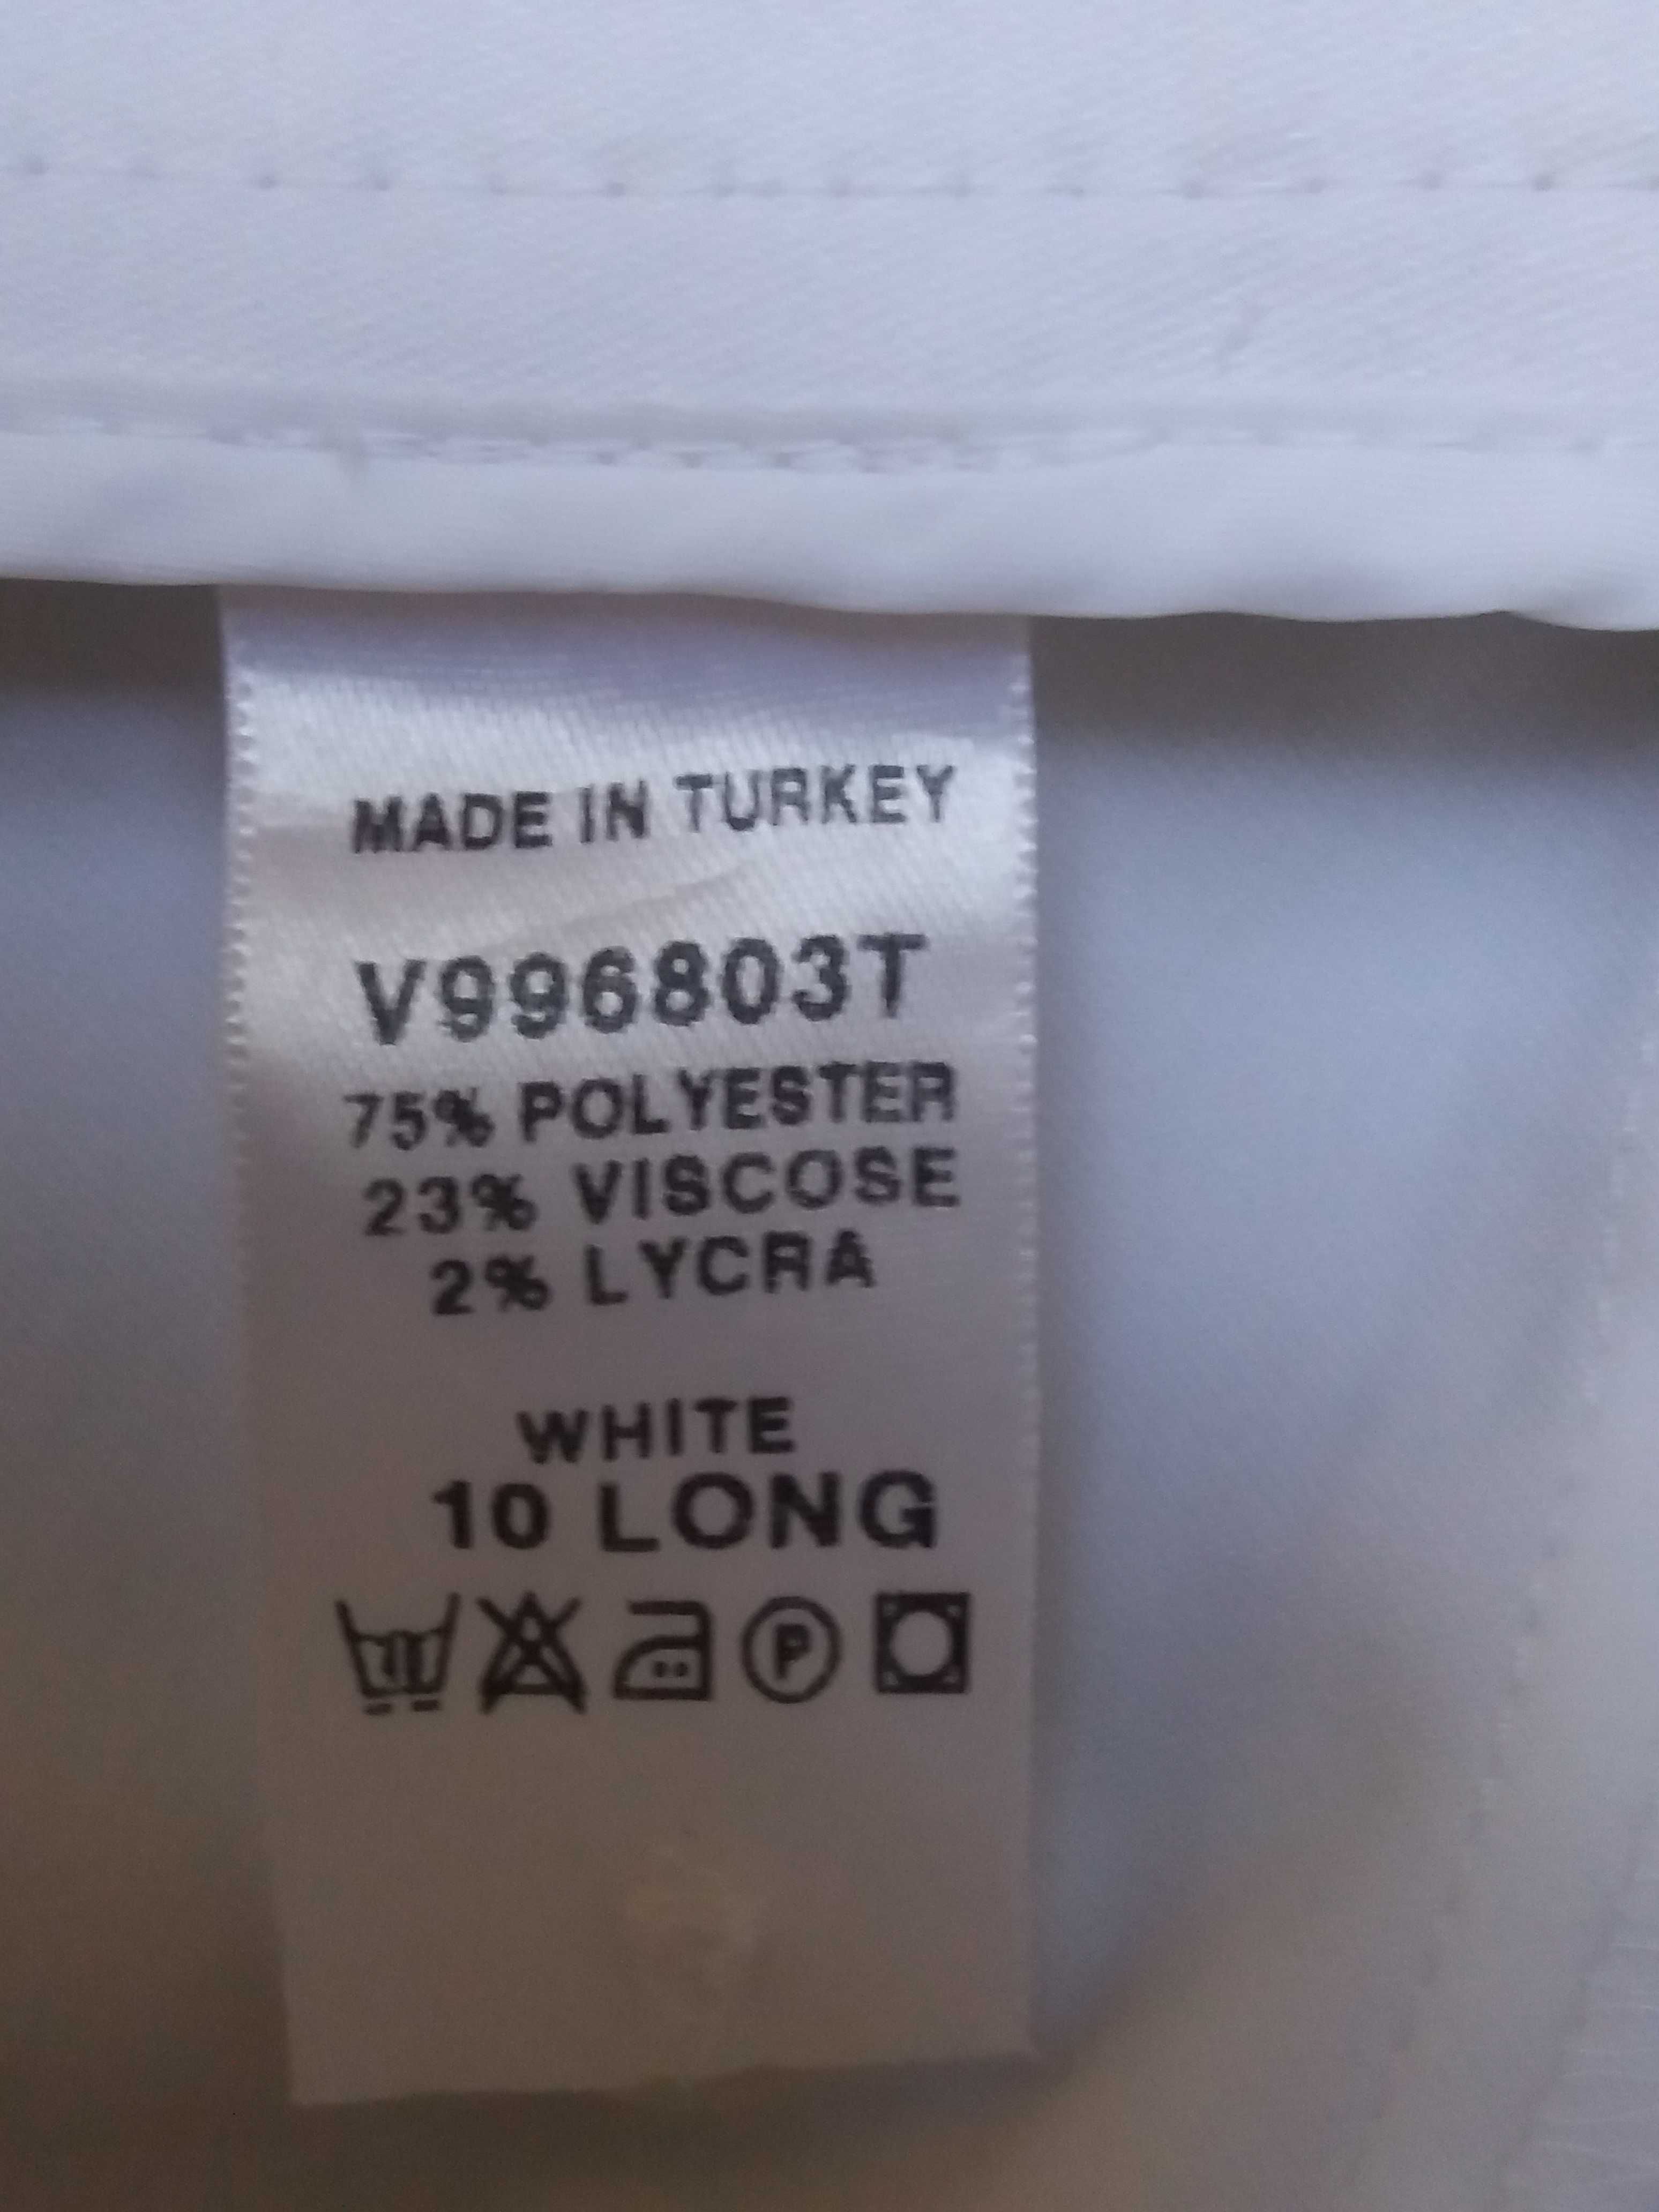 MADE IN TURKEY
V996803T
75% POLYESTER
23% VISCOSE
2% LYCRA
WHITE
10 LONG
P